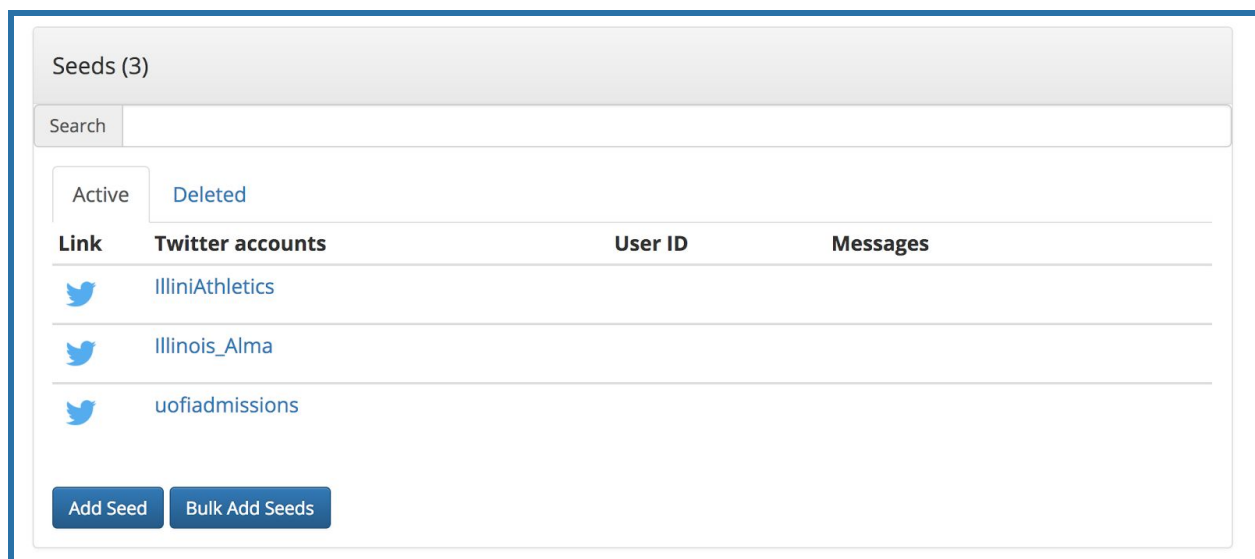 Seeds (3)
Search
Active Deleted
Link Twitter accounts User ID Messages
IlliniAthletics
Illinois_Alma
uofiadmissions
Add Seed Bulk Add Seeds